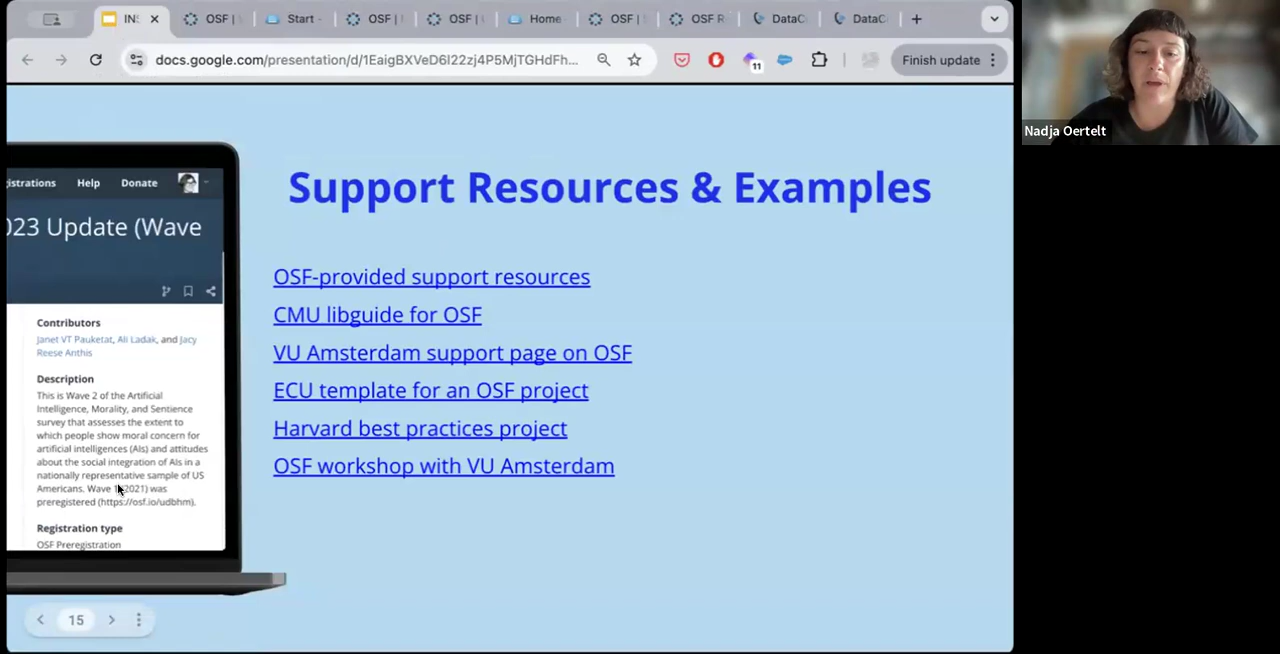 INS
OSF |
Start -
OSF |
OSF |
Home
OSF |
OSF R
DataC
DataC
docs.google.com/presentation/d/1EaigBXVeD6I22zj4P5MjTGHdFh...
11
Finish update
Nadja Oertelt
istrations
Help
Donate
023 Update (Wave
Contributors
Janet VT Pauketat, Ali Ladak, and Jacy
Reese Anthis
Description
This is Wave 2 of the Artificial
Intelligence, Morality, and Sentience
survey that assesses the extent to
which people show moral concern for
artificial intelligences (AIs) and attitudes
about the social integration of AIs in a
nationally representative sample of US
Americans. Wave 1 (2021) was
preregistered (https://osf.io/udbhm).
Registration type
OSF Preregistration
Support Resources & Examples
OSF-provided support resources
CMU libguide for OSF
VU Amsterdam support page on OSF
ECU template for an OSF project
Harvard best practices project
OSF workshop with VU Amsterdam
15